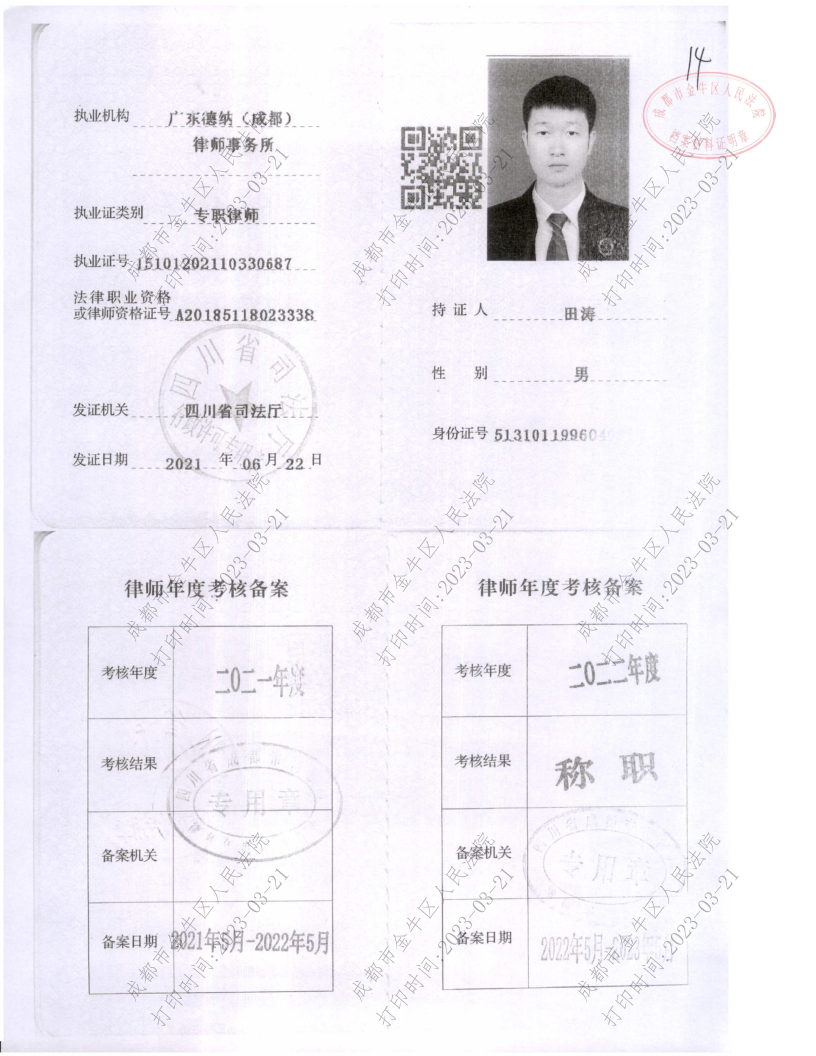 14
成都市金牛区人民法院
档案资料证明章
执业机构 广东德纳（成都）
律师事务所
执业证类别 专职律师
执业证号 15101202110330687
法律职业资格
或律师资格证号 A20185118023338
发证机关 四川省司法厅
发证日期 2021 年 06 月 22 日
四川省司法厅
行政许可专用章
持证人 田涛
性别 男
身份证号 5131011996040
律师年度考核备案
考核年度 二0二一年度
考核结果
备案机关
专用章
备案日期 2021年5月-2022年5月
律师年度考核备案
考核年度 二0二二年度
考核结果 称职
备案机关
专用章
备案日期 2022年5月-2023年5月
成都市金牛区人民法院
打印时间:2023-03-21